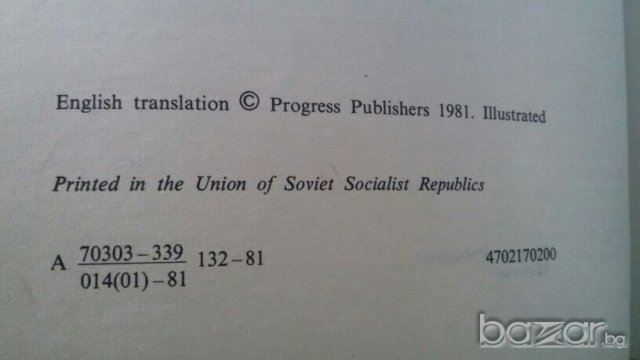 English translation © Progress Publishers 1981. Illustrated
Printed in the Union of Soviet Socialist Republics
A 70303–339 132–81 4702170200
014(01)–81
bazar.bg